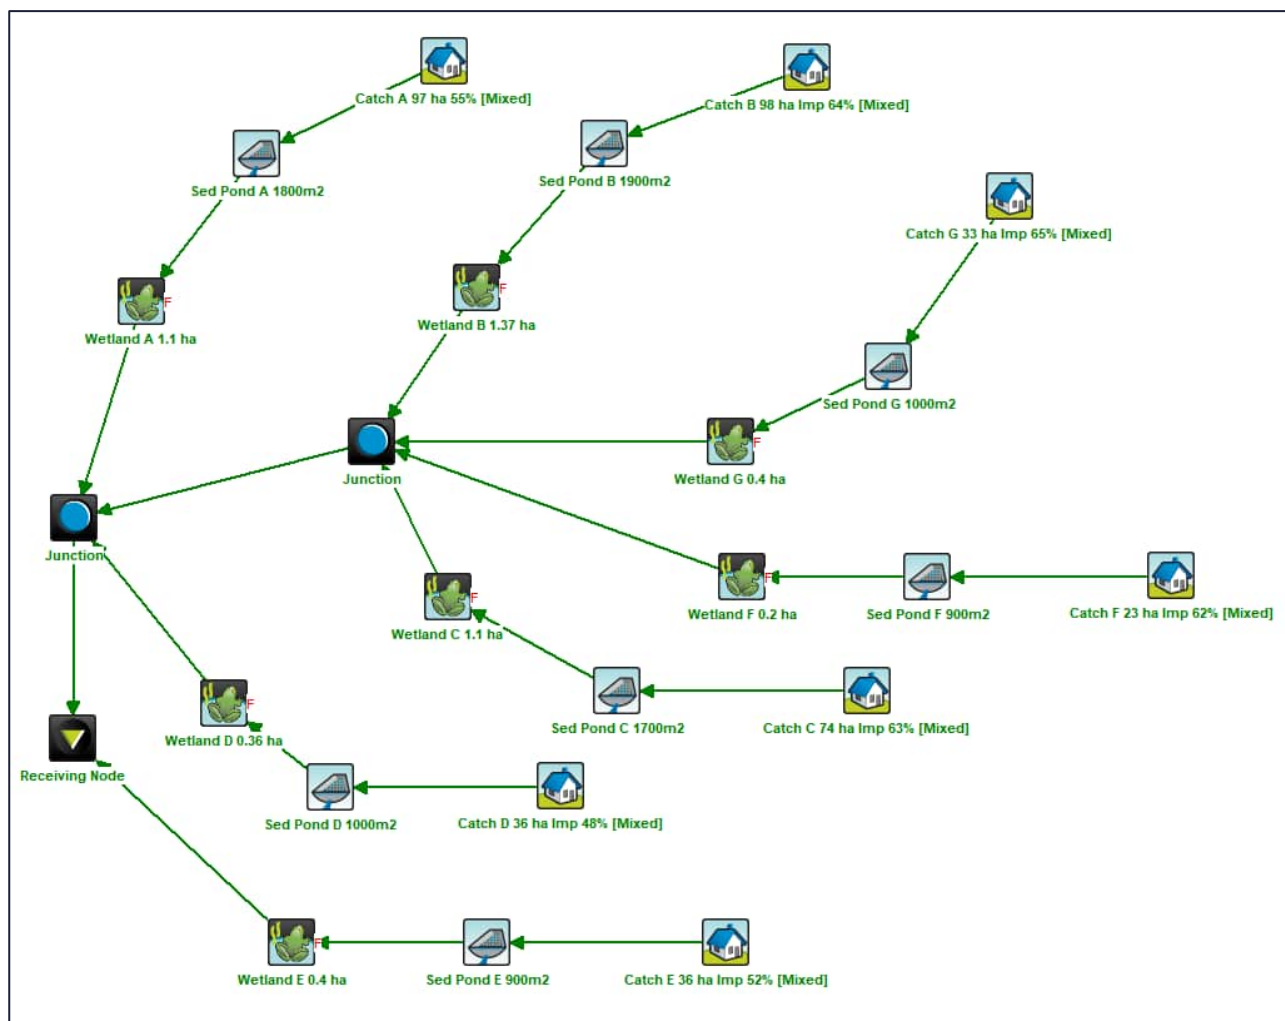 Catch A 97 ha 55% [Mixed]
Catch B 98 ha Imp 64% [Mixed]
Sed Pond A 1800m2
Sed Pond B 1900m2
Catch G 33 ha Imp 65% [Mixed]
F
F
Wetland A 1.1 ha
Wetland B 1.37 ha
Sed Pond G 1000m2
F
Junction
Wetland G 0.4 ha
Junction
F
F
Wetland F 0.2 ha
Sed Pond F 900m2
Catch F 23 ha Imp 62% [Mixed]
Wetland C 1.1 ha
F
Sed Pond C 1700m2
Catch C 74 ha Imp 63% [Mixed]
Wetland D 0.36 ha
Receiving Node
Sed Pond D 1000m2
Catch D 36 ha Imp 48% [Mixed]
F
Wetland E 0.4 ha
Sed Pond E 900m2
Catch E 36 ha Imp 52% [Mixed]